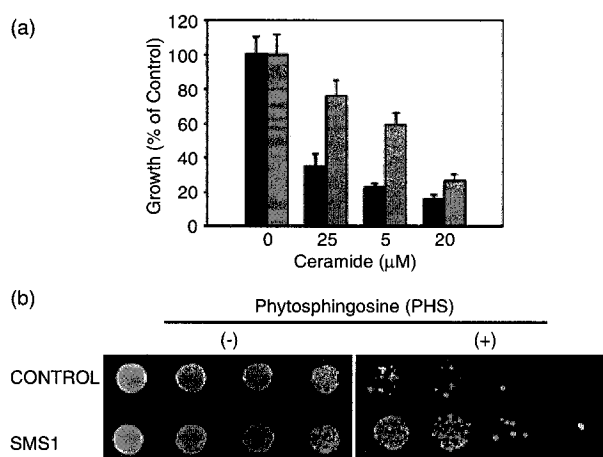 (a)
120
100
80
60
40
20
0
Growth (% of Control)
0 25 5 20
Ceramide (μM)
(b)
Phytosphingosine (PHS)
(-) (+)
CONTROL
SMS1